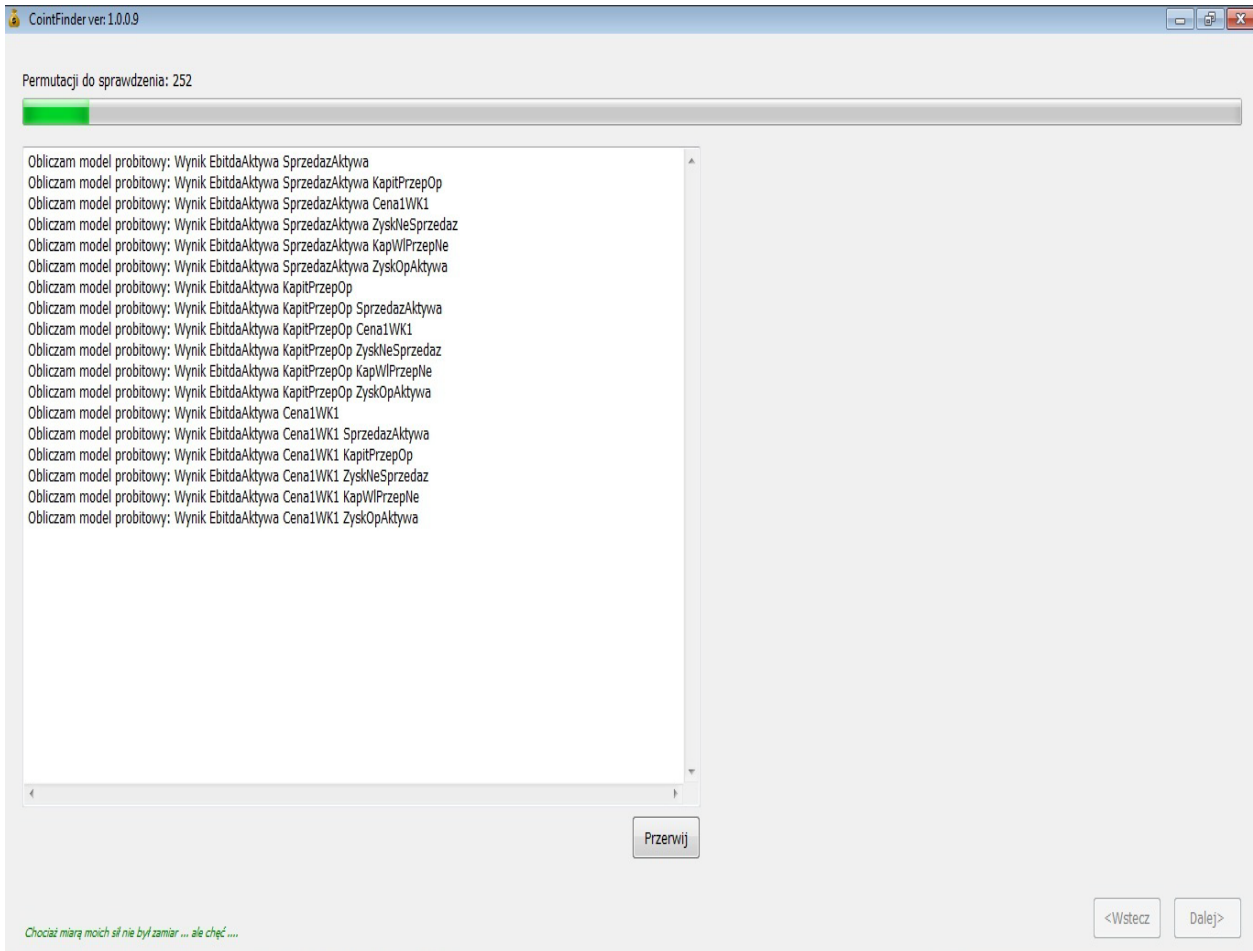 CointFinder ver: 1.0.0.9
Permutacji do sprawdzenia: 252
Obliczam model probitowy: Wynik EbitdaAktywa SprzedazAktywa
Obliczam model probitowy: Wynik EbitdaAktywa SprzedazAktywa KapitPrzepOp
Obliczam model probitowy: Wynik EbitdaAktywa SprzedazAktywa Cena1WK1
Obliczam model probitowy: Wynik EbitdaAktywa SprzedazAktywa ZyskNeSprzedaz
Obliczam model probitowy: Wynik EbitdaAktywa SprzedazAktywa KapWlPrzepNe
Obliczam model probitowy: Wynik EbitdaAktywa SprzedazAktywa ZyskOpAktywa
Obliczam model probitowy: Wynik EbitdaAktywa KapitPrzepOp
Obliczam model probitowy: Wynik EbitdaAktywa KapitPrzepOp SprzedazAktywa
Obliczam model probitowy: Wynik EbitdaAktywa KapitPrzepOp Cena1WK1
Obliczam model probitowy: Wynik EbitdaAktywa KapitPrzepOp ZyskNeSprzedaz
Obliczam model probitowy: Wynik EbitdaAktywa KapitPrzepOp KapWlPrzepNe
Obliczam model probitowy: Wynik EbitdaAktywa KapitPrzepOp ZyskOpAktywa
Obliczam model probitowy: Wynik EbitdaAktywa Cena1WK1
Obliczam model probitowy: Wynik EbitdaAktywa Cena1WK1 SprzedazAktywa
Obliczam model probitowy: Wynik EbitdaAktywa Cena1WK1 KapitPrzepOp
Obliczam model probitowy: Wynik EbitdaAktywa Cena1WK1 ZyskNeSprzedaz
Obliczam model probitowy: Wynik EbitdaAktywa Cena1WK1 KapWlPrzepNe
Obliczam model probitowy: Wynik EbitdaAktywa Cena1WK1 ZyskOpAktywa
Przerwij
<Wstecz Dalej>
Chociaż miarą moich sił nie był zamiar ... ale chęć ....